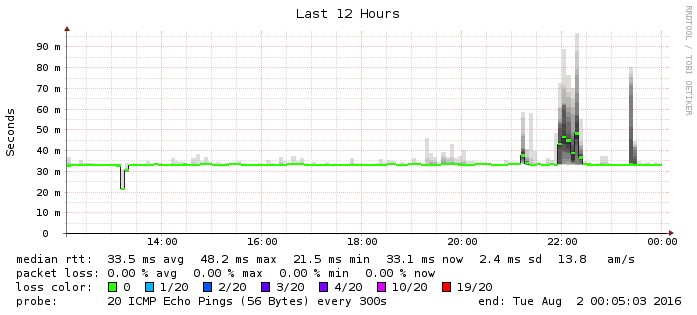 Last 12 Hours
RRDTOOL / TOBI OETIKER
Seconds
90 m
80 m
70 m
60 m
50 m
40 m
30 m
20 m
10 m
0
14:00 16:00 18:00 20:00 22:00 00:00
median rtt: 33.5 ms avg 48.2 ms max 21.5 ms min 33.1 ms now 2.4 ms sd 13.8 am/s
packet loss: 0.00 % avg 0.00 % max 0.00 % min 0.00 % now
loss color: 0 1/20 2/20 3/20 4/20 10/20 19/20
probe: 20 ICMP Echo Pings (56 Bytes) every 300s end: Tue Aug 2 00:05:03 2016